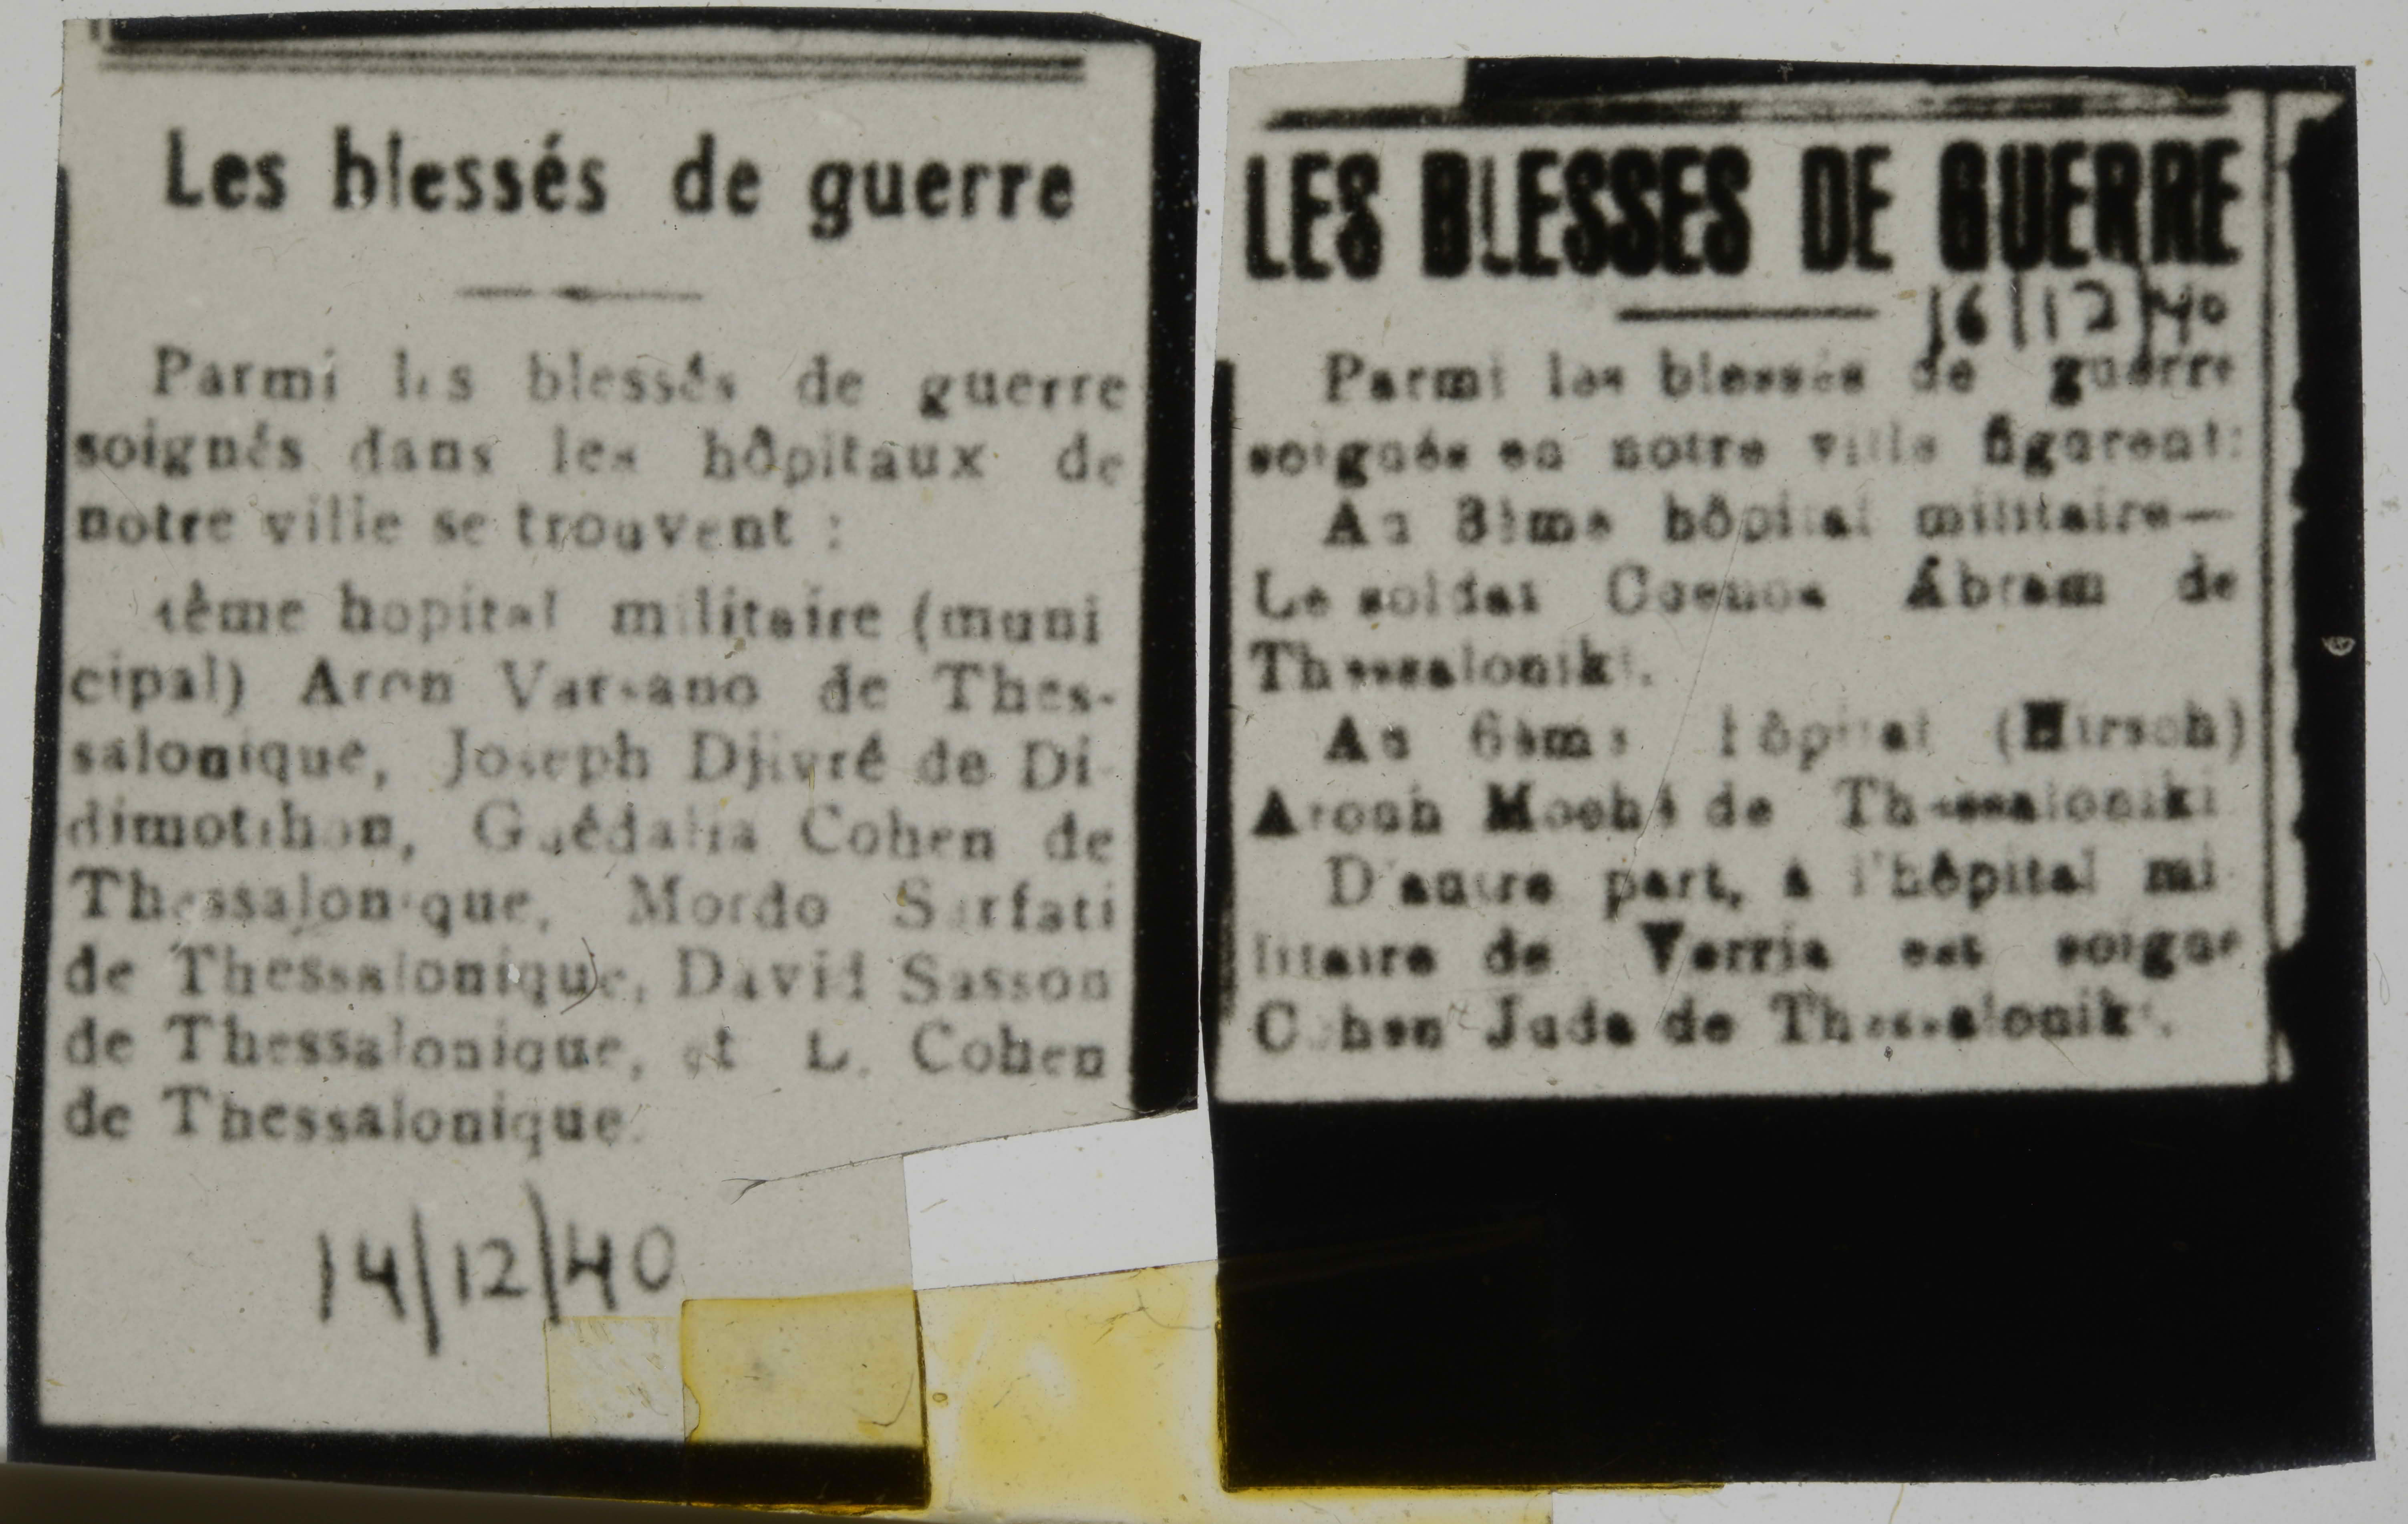 Les blessés de guerre
Parmi les blessés de guerre
soignés dans les hôpitaux de
notre ville se trouvent :
4ème hopital militaire (muni
cipal) Aron Varsano de Thes-
salonique, Joseph Djivré de Di-
dimotihon, Guédalia Cohen de
Thessalonique, Mordo Sarfati
de Thessalonique, David Sasson
de Thessalonique, et L. Cohen
de Thessalonique.
14/12/40
LES BLESSES DE GUERRE
16/12/40
Parmi les blessés de guerre
soignés en notre ville figurent:
Au 3ème hôpital militaire—
Le soldat Abram de
Thessaloniki.
Au 6ème hôpital (Hirsch)
Arouh Moché de Thessaloniki
D'autre part, à l'hôpital mi-
litaire de Verria est soigné
Cohen Juda de Thessaloniki.